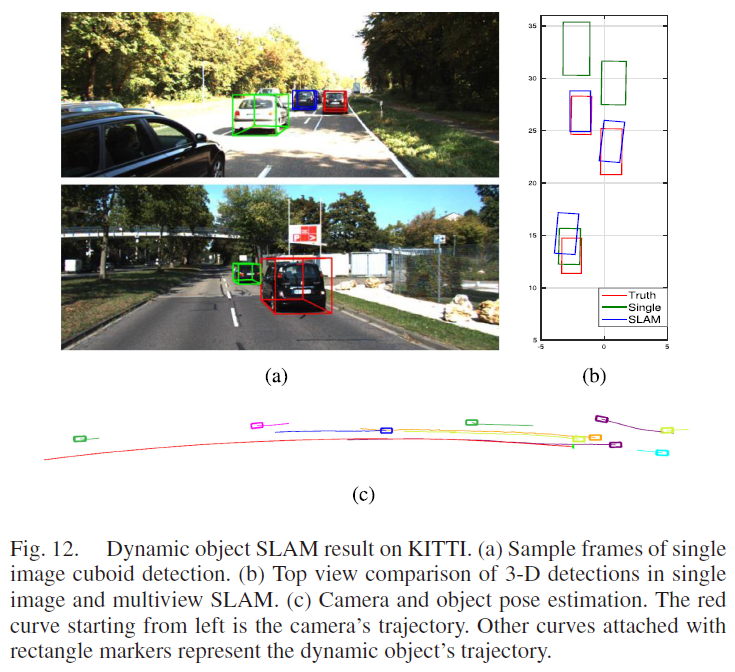 35
30
25
20
15
10
5
-5
0
5
Truth
Single
SLAM
P
(a)
(b)
(c)
Fig. 12. Dynamic object SLAM result on KITTI. (a) Sample frames of single
image cuboid detection. (b) Top view comparison of 3-D detections in single
image and multiview SLAM. (c) Camera and object pose estimation. The red
curve starting from left is the camera's trajectory. Other curves attached with
rectangle markers represent the dynamic object's trajectory.